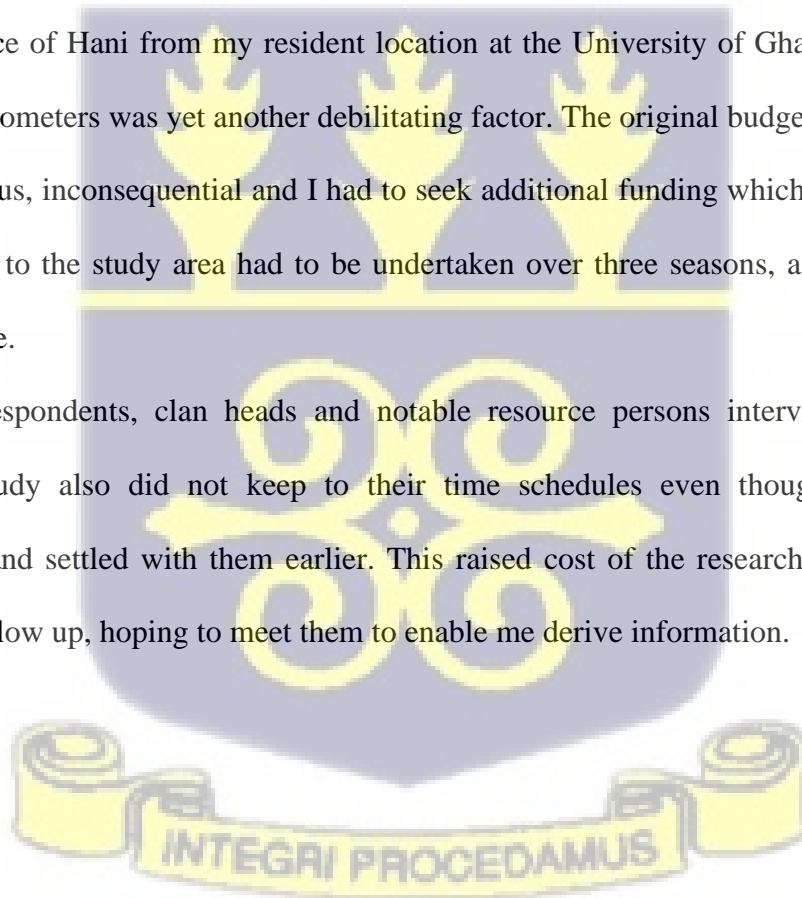 ce of Hani from my resident location at the University of Gha
ometers was yet another debilitating factor. The original budge
us, inconsequential and I had to seek additional funding which
to the study area had to be undertaken over three seasons, a
e.
espondents, clan heads and notable resource persons interv
udy also did not keep to their time schedules even thoug
nd settled with them earlier. This raised cost of the research
low up, hoping to meet them to enable me derive information.
INTEGRI PROCEDAMUS